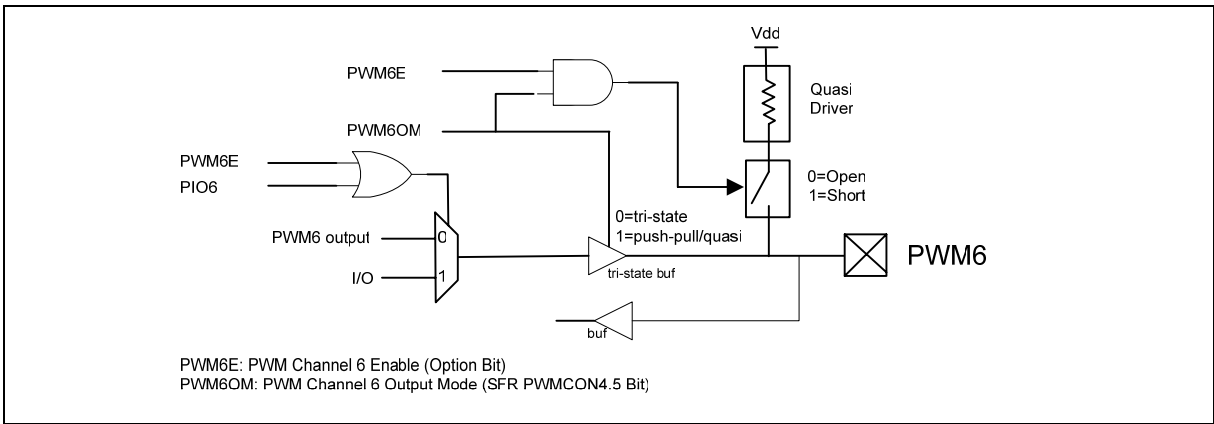 Vdd
PWM6E
Quasi
Driver
PWM6OM
PWM6E
PIO6
0=Open
1=Short
0=tri-state
1=push-pull/quasi
PWM6 output
0
PWM6
I/O
1
tri-state buf
buf
PWM6E: PWM Channel 6 Enable (Option Bit)
PWM6OM: PWM Channel 6 Output Mode (SFR PWMCON4.5 Bit)